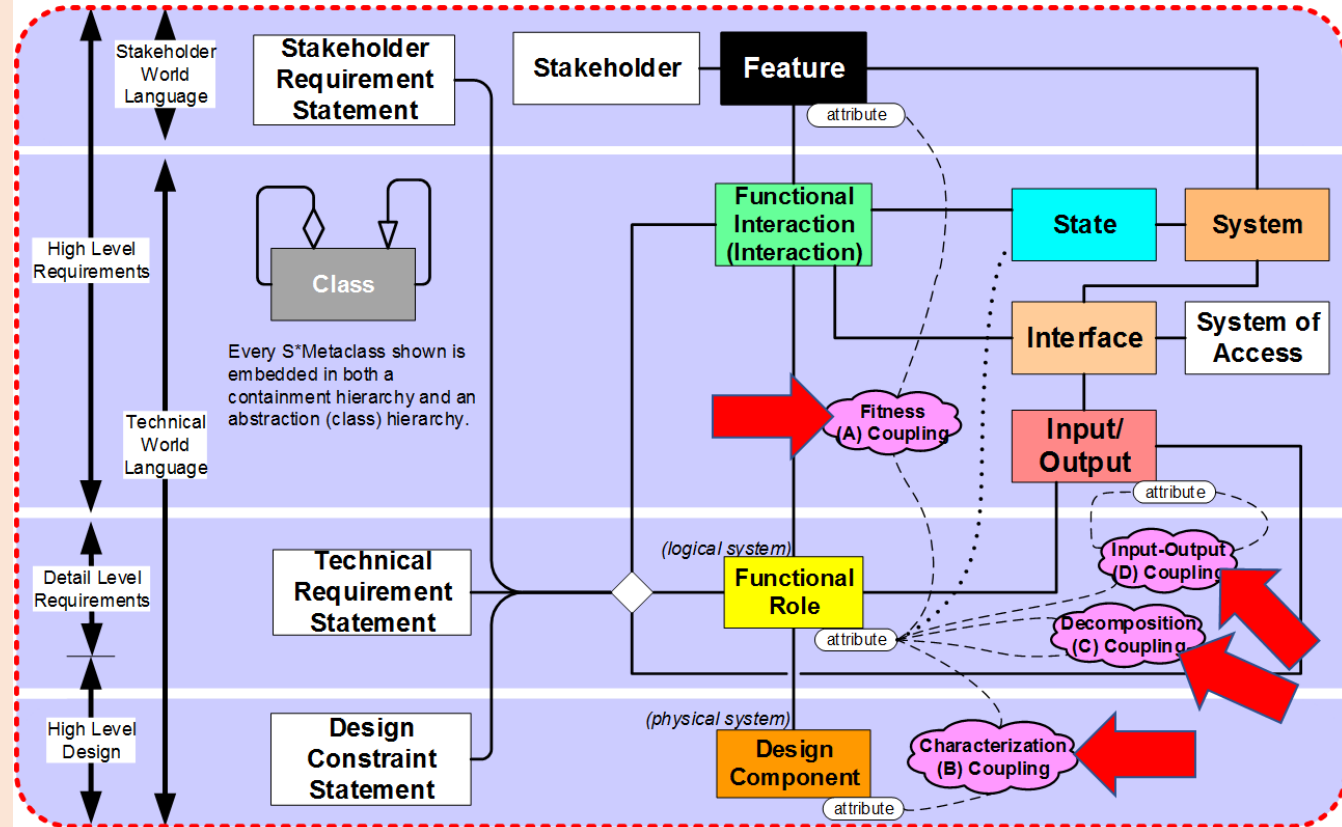 Stakeholder
World
Language
Stakeholder
Requirement
Statement
Stakeholder
Feature
attribute
High Level
Requirements
Technical
World
Language
Class
Every S*Metaclass shown is
embedded in both a
containment hierarchy and an
abstraction (class) hierarchy.
Functional
Interaction
(Interaction)
State
System
Interface
System of
Access
Fitness
(A) Coupling
Input/
Output
attribute
Detail Level
Requirements
Technical
Requirement
Statement
(logical system)
Functional
Role
attribute
Input-Output
(D) Coupling
Decomposition
(C) Coupling
High Level
Design
Design
Constraint
Statement
(physical system)
Design
Component
attribute
Characterization
(B) Coupling